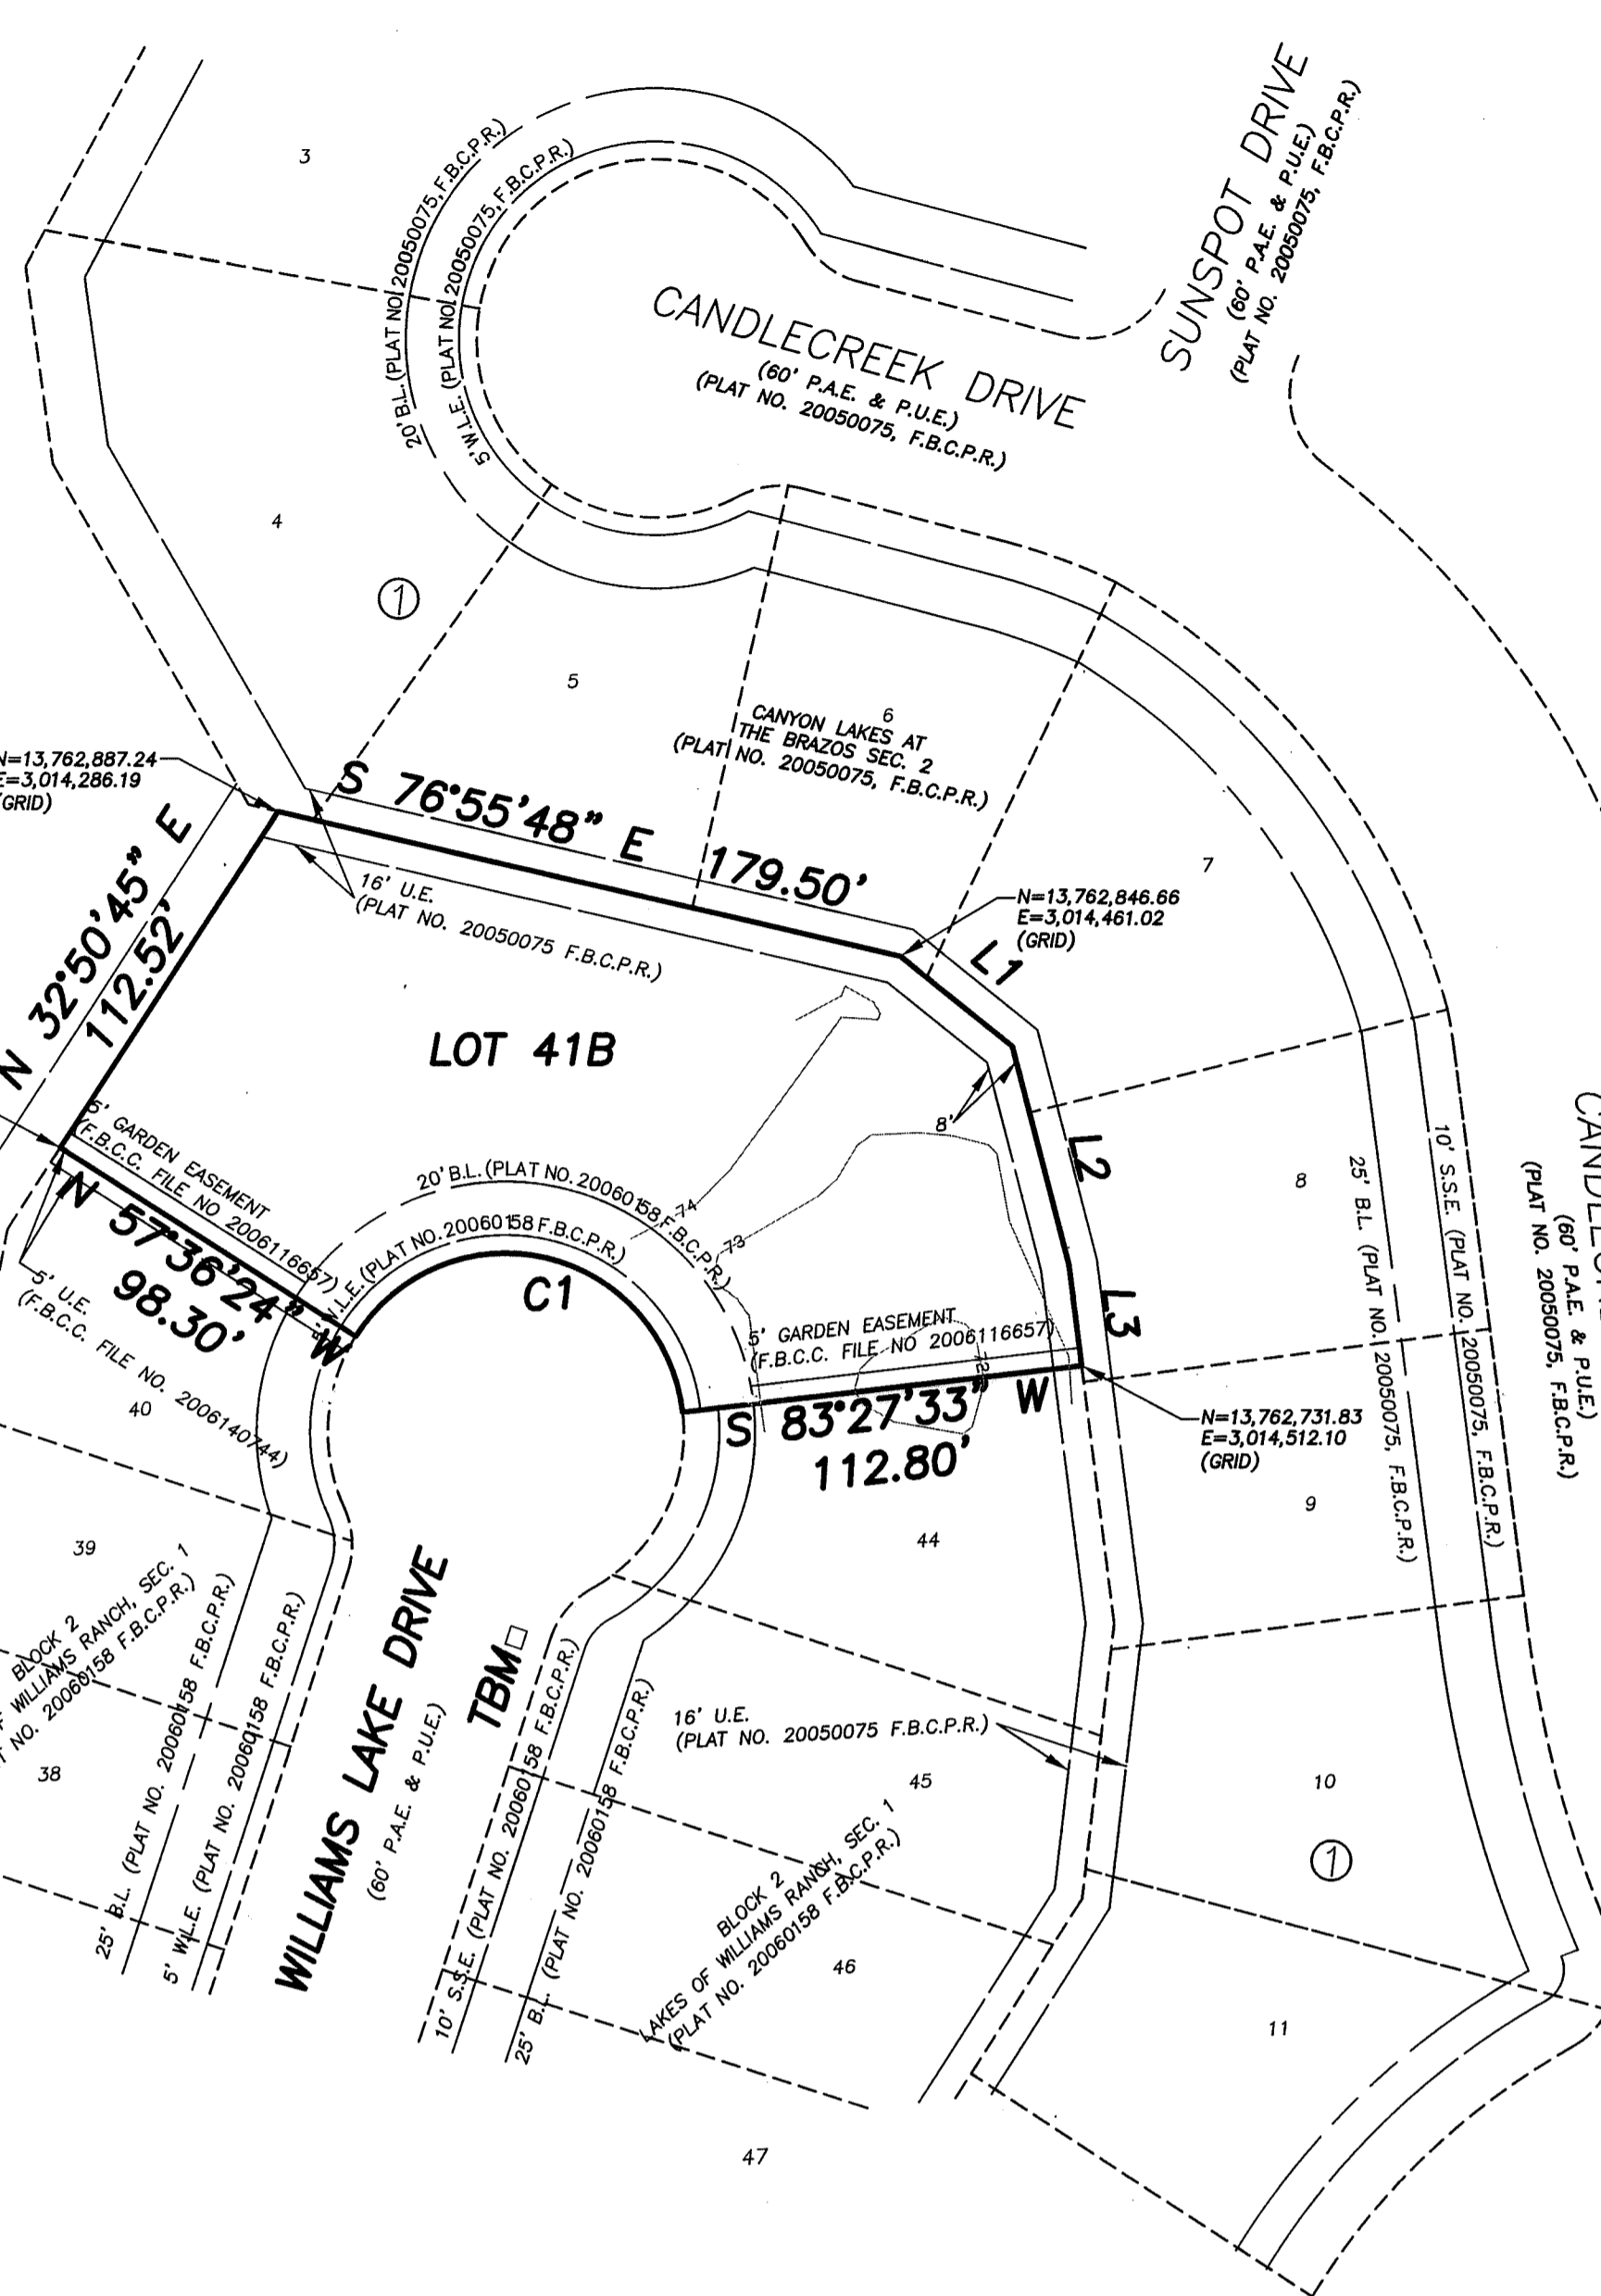 SUNSPOT DRIVE
(60' P.A.E. & P.U.E.)
(PLAT NO. 20050075, F.B.C.P.R.)
3
20' B.L. (PLAT NO. 20050075, F.B.C.P.R.)
5' W.L.E. (PLAT NO. 20050075, F.B.C.P.R.)
CANDLECREEK DRIVE
(60' P.A.E. & P.U.E.)
(PLAT NO. 20050075, F.B.C.P.R.)
4
1
5
6
CANYON LAKES AT
THE BRAZOS SEC. 2
(PLAT NO. 20050075, F.B.C.P.R.)
N=13,762,887.24
E=3,014,286.19
(GRID)
S 76°55'48" E 179.50'
7
N=13,762,846.66
E=3,014,461.02
(GRID)
N 32°50'45" E
112.52'
16' U.E.
(PLAT NO. 20050075 F.B.C.P.R.)
L1
LOT 41B
8'
L2
L3
8
5' GARDEN EASEMENT
(F.B.C.C. FILE NO 2006116657)
N 57°36'24" W
98.30'
5' U.E.
(F.B.C.C. FILE NO. 2006140744)
20' B.L. (PLAT NO. 20060158, F.B.C.P.R.)
W.L.E. (PLAT NO. 20060158 F.B.C.P.R.)
74
73
C1
5' GARDEN EASEMENT
(F.B.C.C. FILE NO 2006116657)
S 83°27'33" W
112.80'
N=13,762,731.83
E=3,014,512.10
(GRID)
25' B.L. (PLAT NO. 20050075, F.B.C.P.R.)
10' S.S.E. (PLAT NO. 20050075, F.B.C.P.R.)
(60' P.A.E. & P.U.E.)
(PLAT NO. 20050075, F.B.C.P.R.)
9
40
39
44
BLOCK 2
WILLIAMS RANCH, SEC. 1
NO. 20060158 F.B.C.P.R.)
38
25' B.L. (PLAT NO. 20060158 F.B.C.P.R.)
5' W.L.E. (PLAT NO. 20060158 F.B.C.P.R.)
WILLIAMS LAKE DRIVE
(60' P.A.E. & P.U.E.)
TBM
10' S.S.E. (PLAT NO. 20060158 F.B.C.P.R.)
25' B.L. (PLAT NO. 20060158 F.B.C.P.R.)
16' U.E.
(PLAT NO. 20050075 F.B.C.P.R.)
45
10
1
BLOCK 2
LAKES OF WILLIAMS RANCH, SEC. 1
(PLAT NO. 20060158 F.B.C.P.R.)
46
11
47